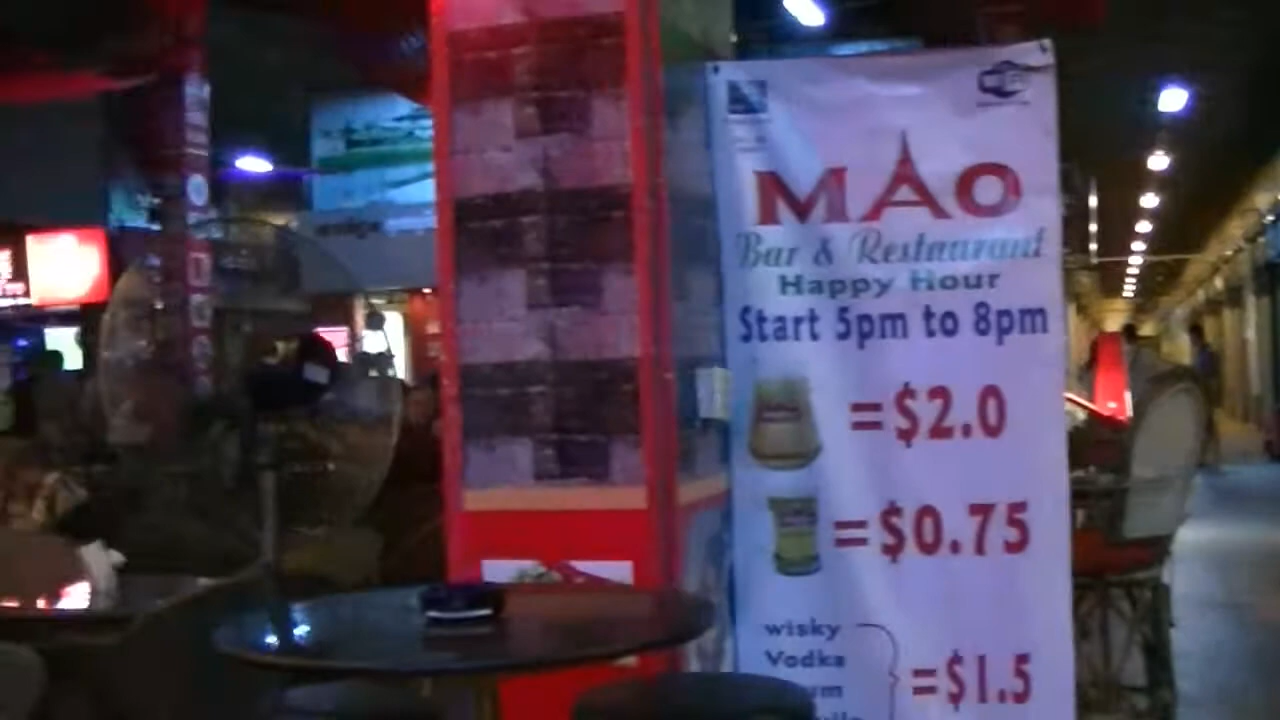 MAO
Bar & Restaurant
Happy Hour
Start 5pm to 8pm
=$2.0
=$0.75
wisky
Vodka
=$1.5